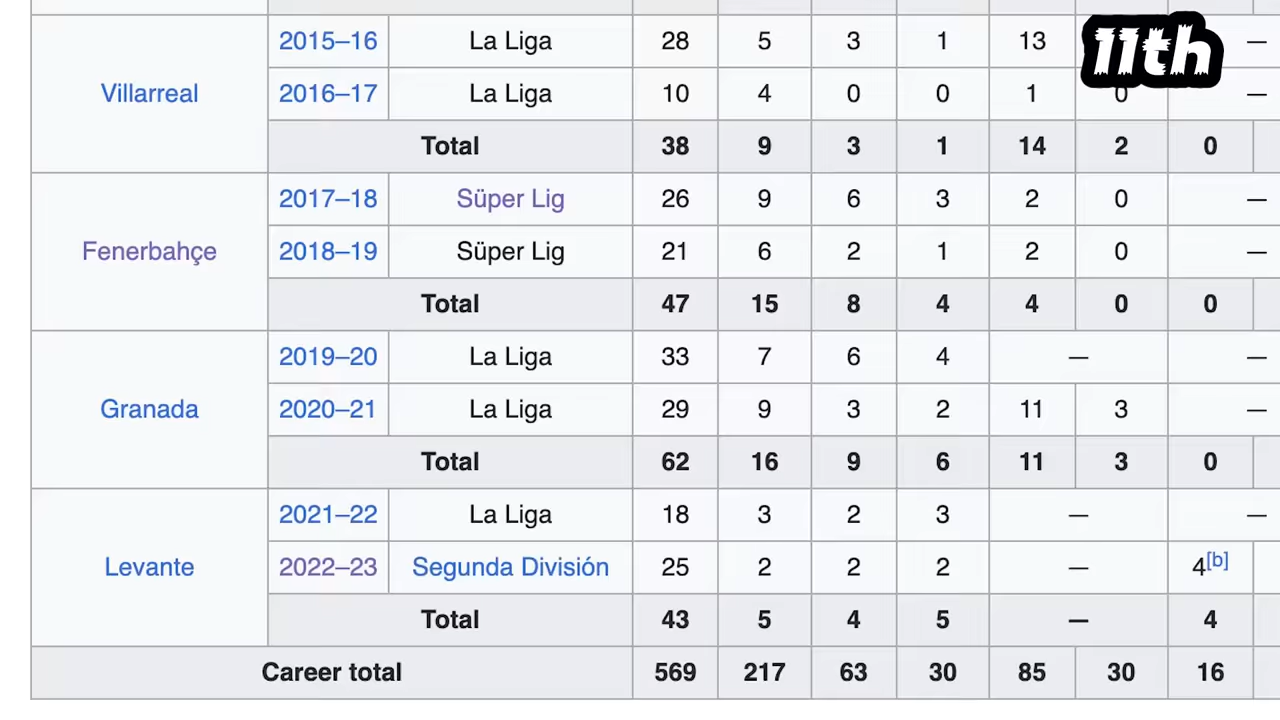 11th
Villarreal
2015–16 La Liga 28 5 3 1 13 —
2016–17 La Liga 10 4 0 0 1 0 —
Total 38 9 3 1 14 2 0
Fenerbahçe
2017–18 Süper Lig 26 9 6 3 2 0 —
2018–19 Süper Lig 21 6 2 1 2 0 —
Total 47 15 8 4 4 0 0
Granada
2019–20 La Liga 33 7 6 4 — —
2020–21 La Liga 29 9 3 2 11 3 —
Total 62 16 9 6 11 3 0
Levante
2021–22 La Liga 18 3 2 3 — —
2022–23 Segunda División 25 2 2 2 — 4[b]
Total 43 5 4 5 — 4
Career total 569 217 63 30 85 30 16